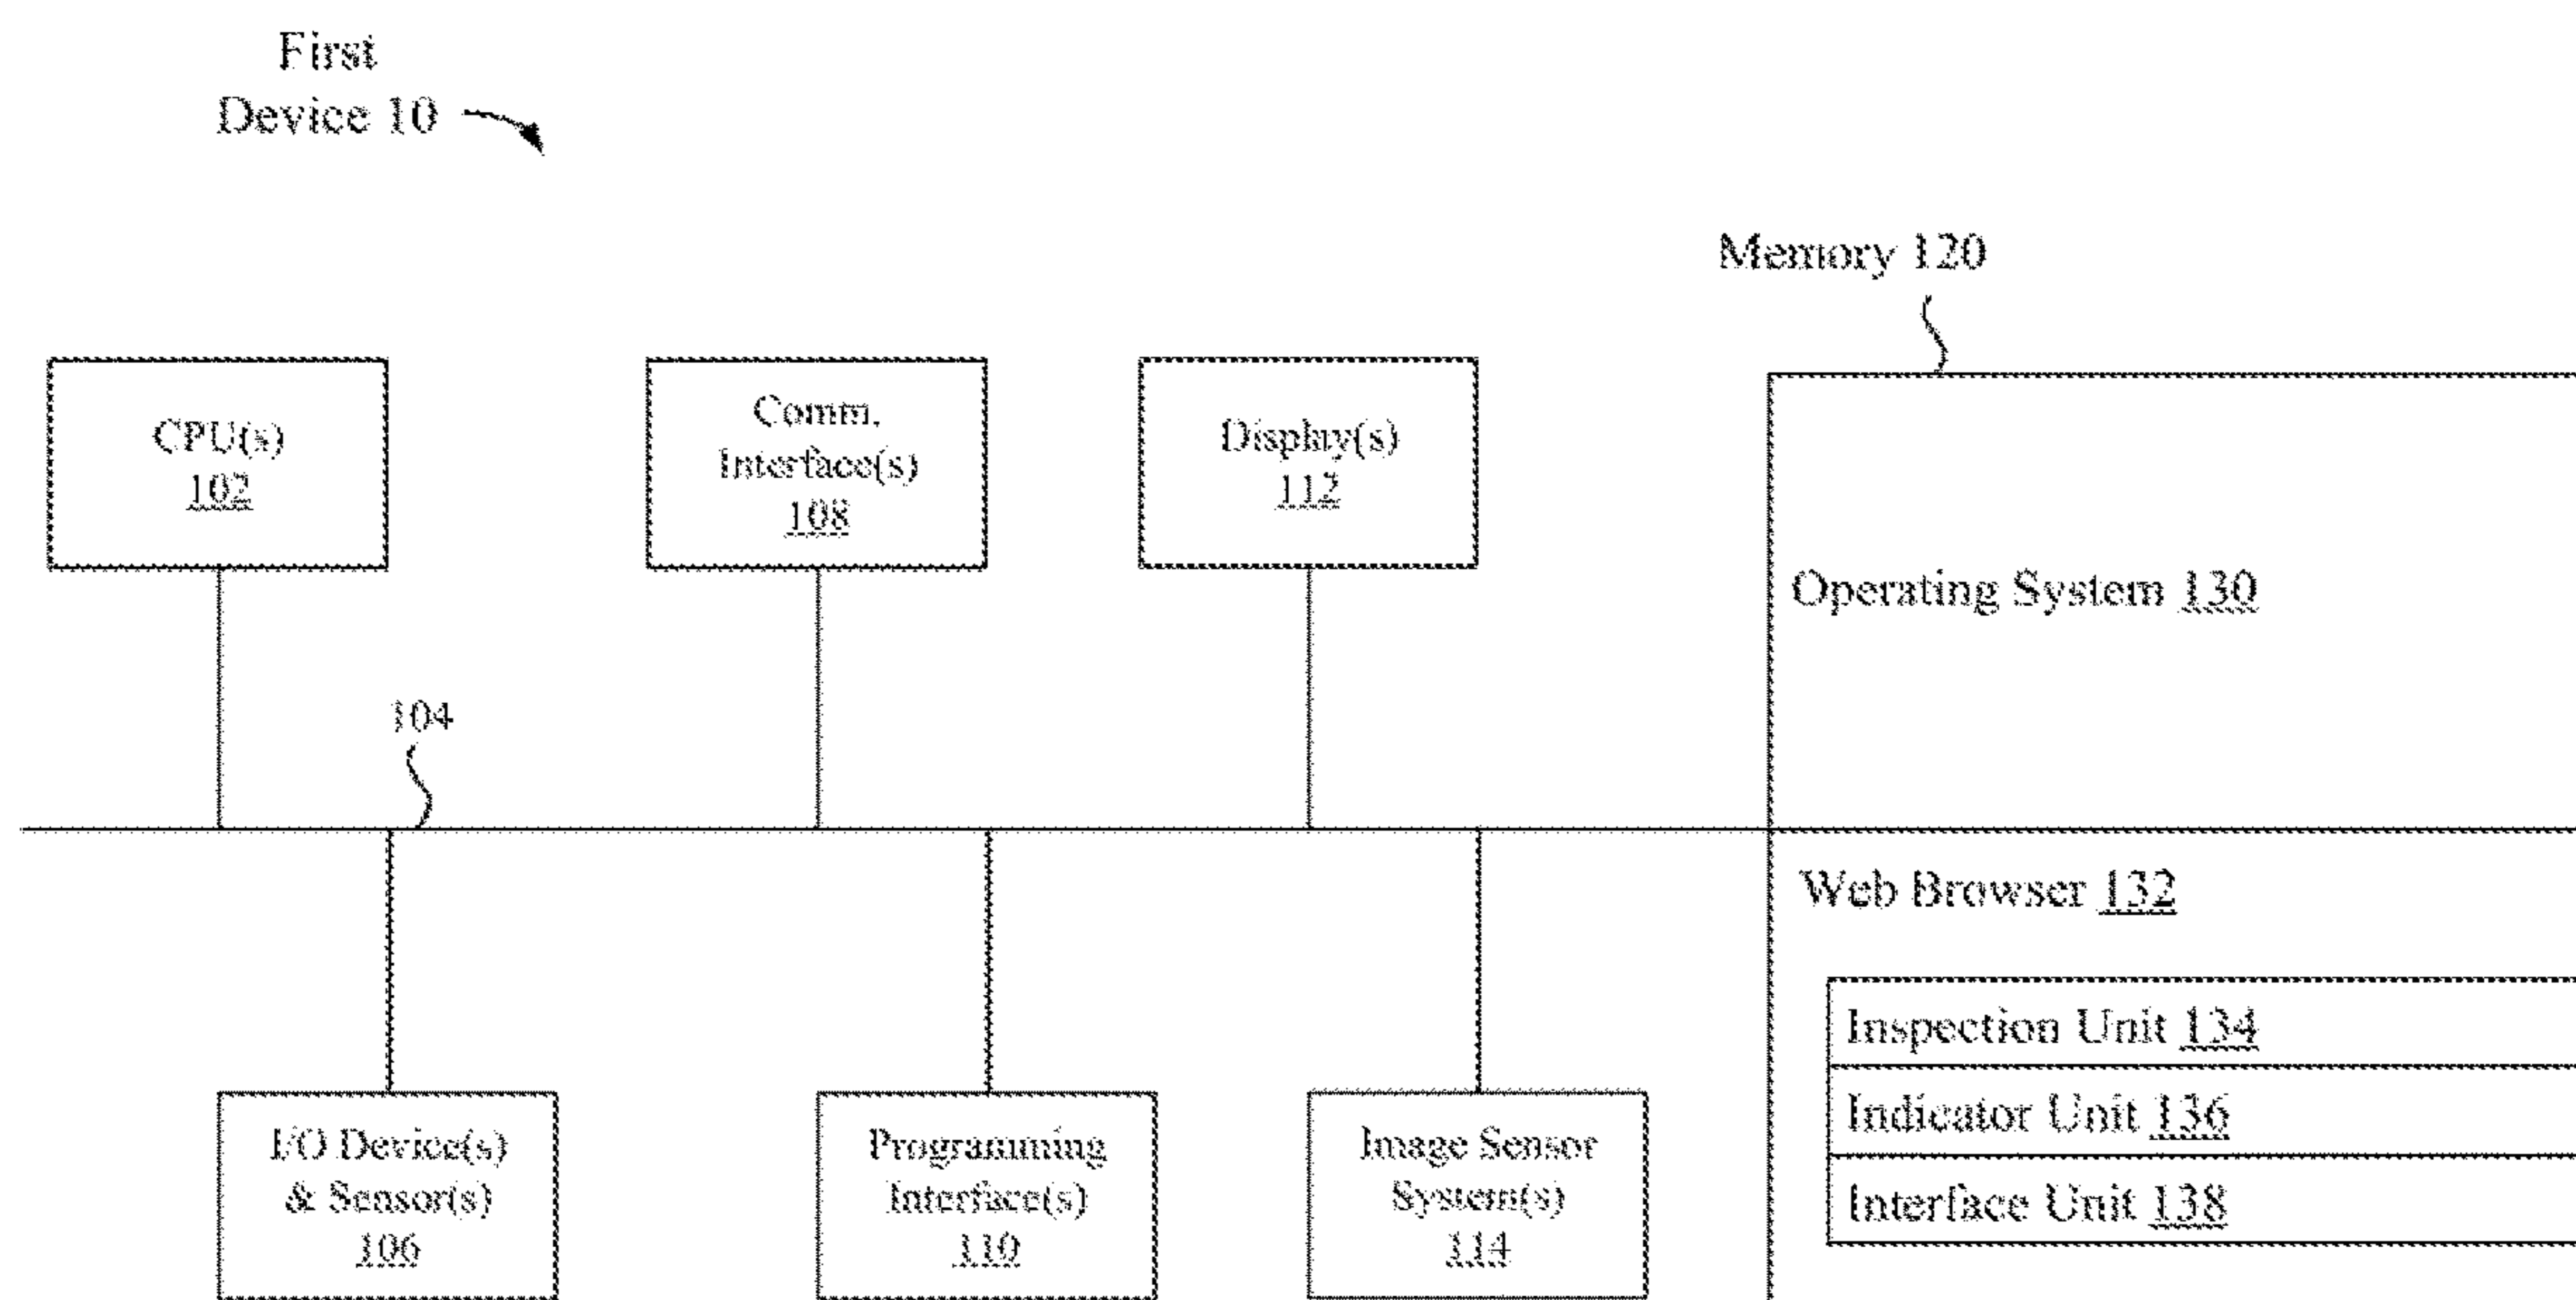 First
Device 10
Memory 120
CPU(s)
102
Comm.
Interface(s)
108
Display(s)
112
Operating System 130
104
Web Browser 132
Inspection Unit 134
Indicator Unit 136
Interface Unit 138
I/O Device(s)
& Sensor(s)
106
Programming
Interface(s)
110
Image Sensor
System(s)
114